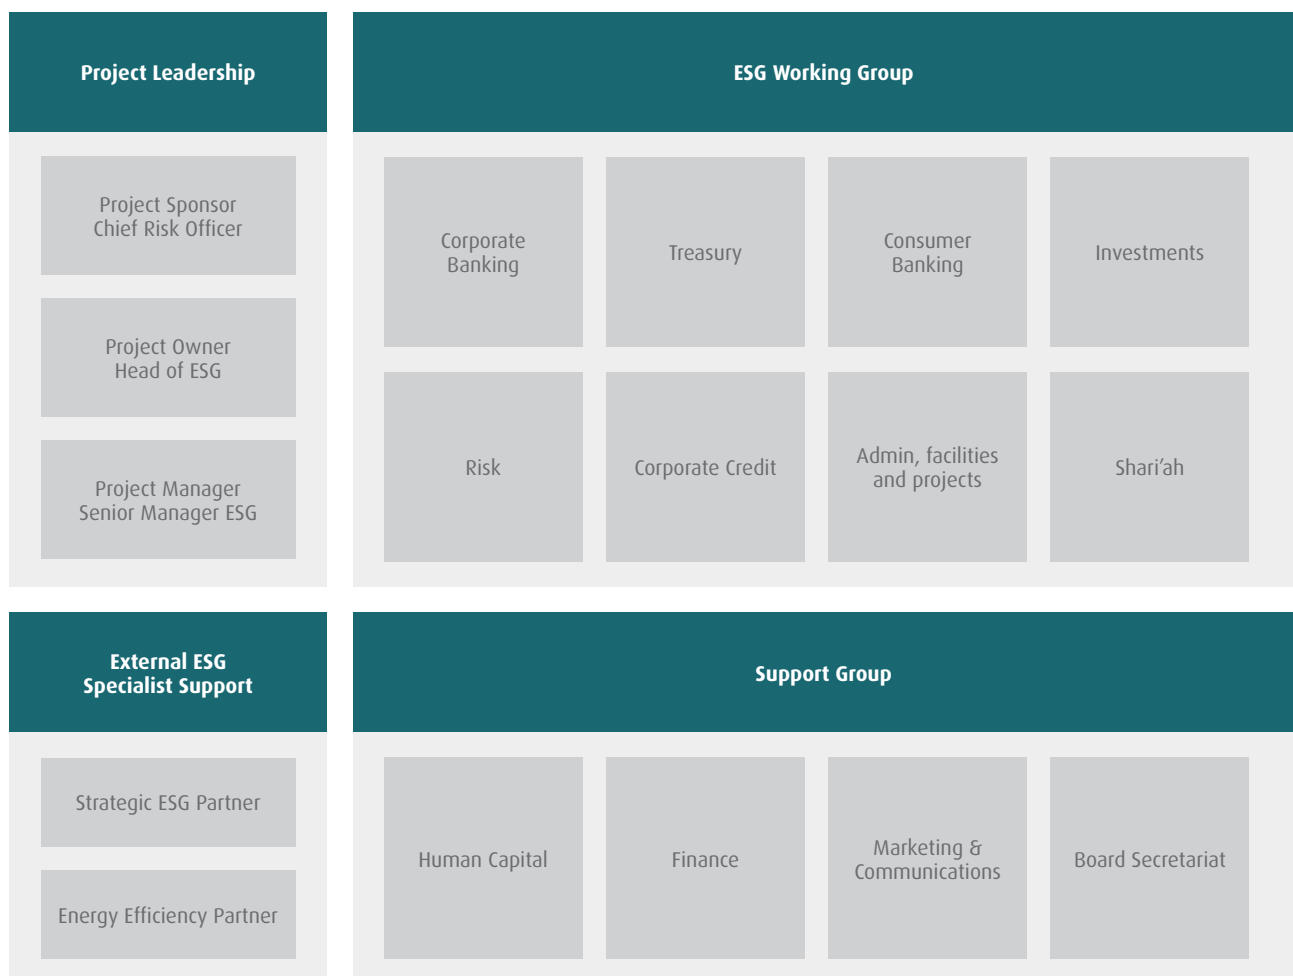 Project Leadership
Project Sponsor
Chief Risk Officer
Project Owner
Head of ESG
Project Manager
Senior Manager ESG
ESG Working Group
Corporate
Banking
Treasury
Consumer
Banking
Investments
Risk
Corporate Credit
Admin, facilities
and projects
Shari’ah
External ESG
Specialist Support
Strategic ESG Partner
Energy Efficiency Partner
Support Group
Human Capital
Finance
Marketing &
Communications
Board Secretariat